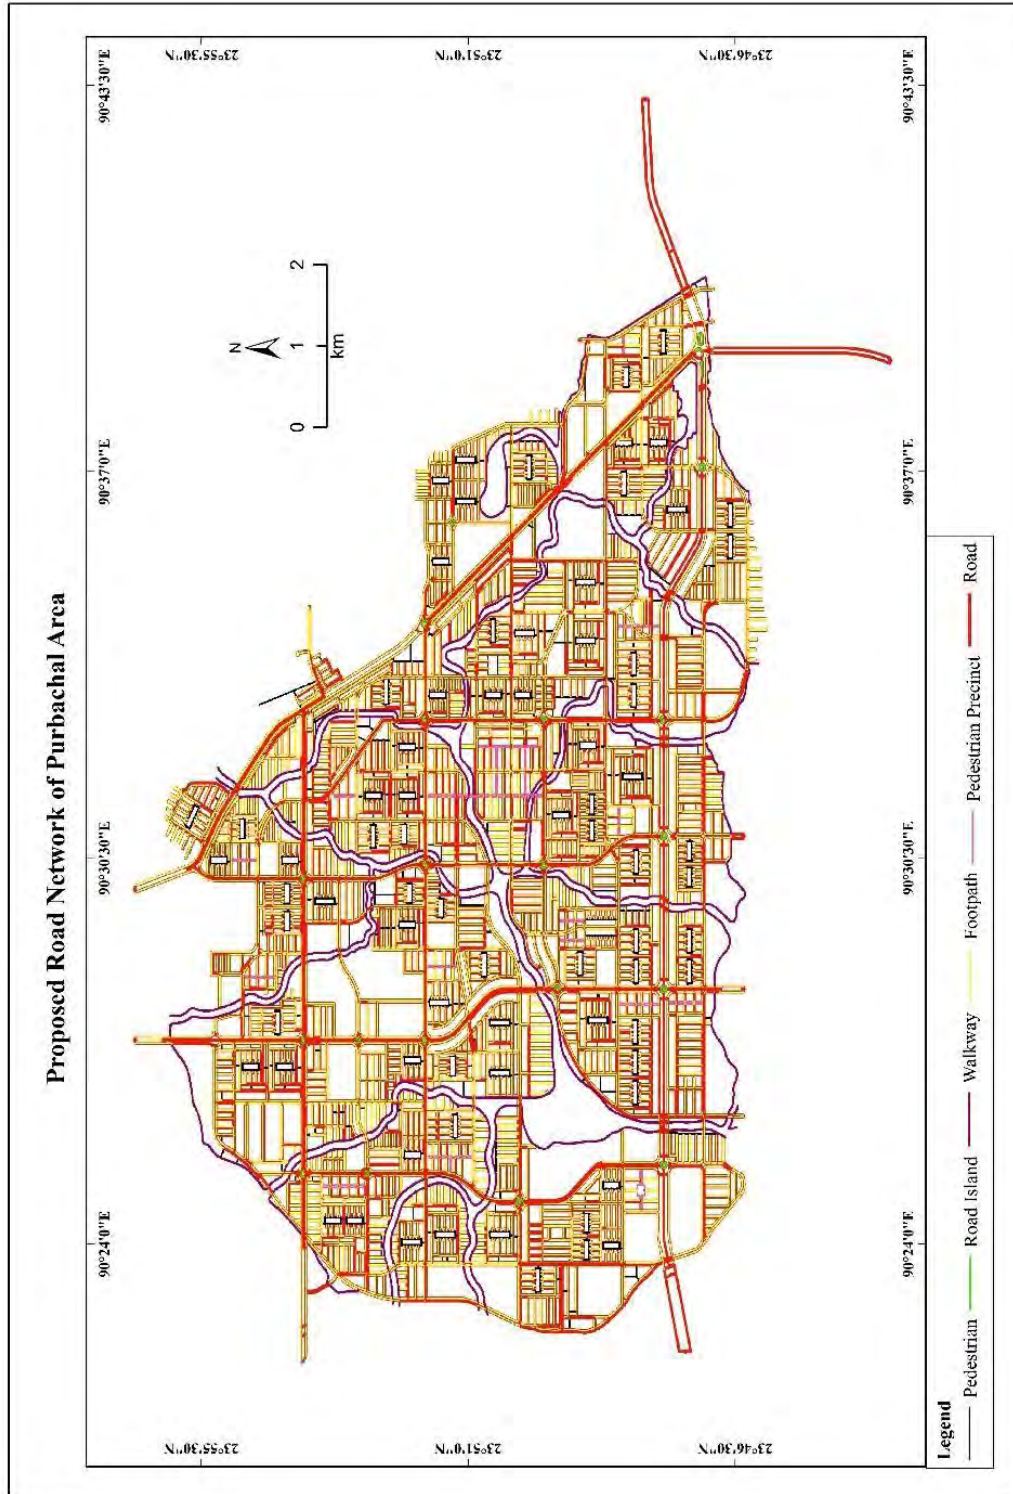 Proposed Road Network of Purbachal Area
90°24'0"E
90°30'30"E
90°37'0"E
90°43'30"E
23°55'30"N
23°55'30"N
N
0 1 2
km
23°51'0"N
23°51'0"N
23°46'30"N
23°46'30"N
90°24'0"E
90°30'30"E
90°37'0"E
90°43'30"E
Legend
Pedestrian Road Island Walkway Footpath Pedestrian Precinct Road